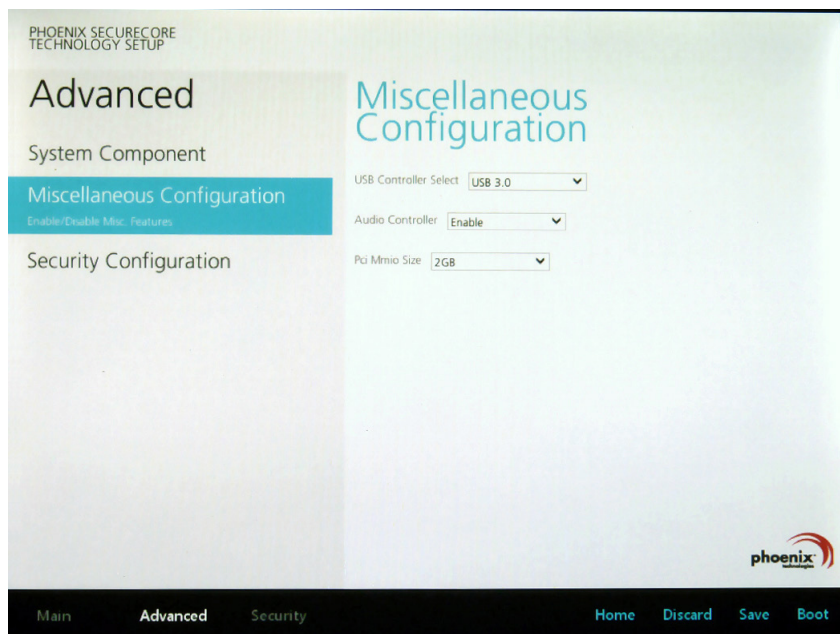 PHOENIX SECURECORE
TECHNOLOGY SETUP
Advanced
System Component
Miscellaneous Configuration
Enable/Disable Misc. Features
Security Configuration
Miscellaneous
Configuration
USB Controller Select USB 3.0
Audio Controller Enable
Pci Mmio Size 2GB
phoenix
technologies
Main Advanced Security Home Discard Save Boot